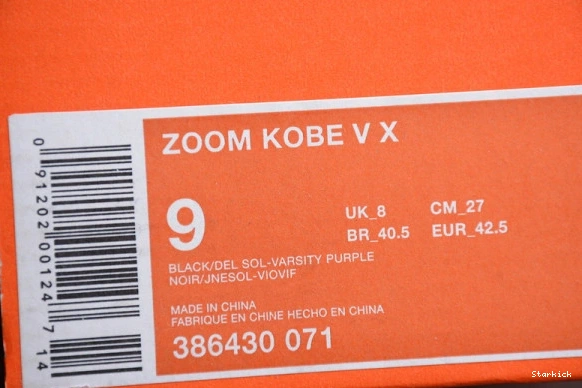 ZOOM KOBE V X
9
UK_8 CM_27
BR_40.5 EUR_42.5
BLACK/DEL SOL-VARSITY PURPLE
NOIR/JNESOL-VIOVIF
MADE IN CHINA
FABRIQUE EN CHINE HECHO EN CHINA
386430 071
0 91202 00124 7 14
Starkick